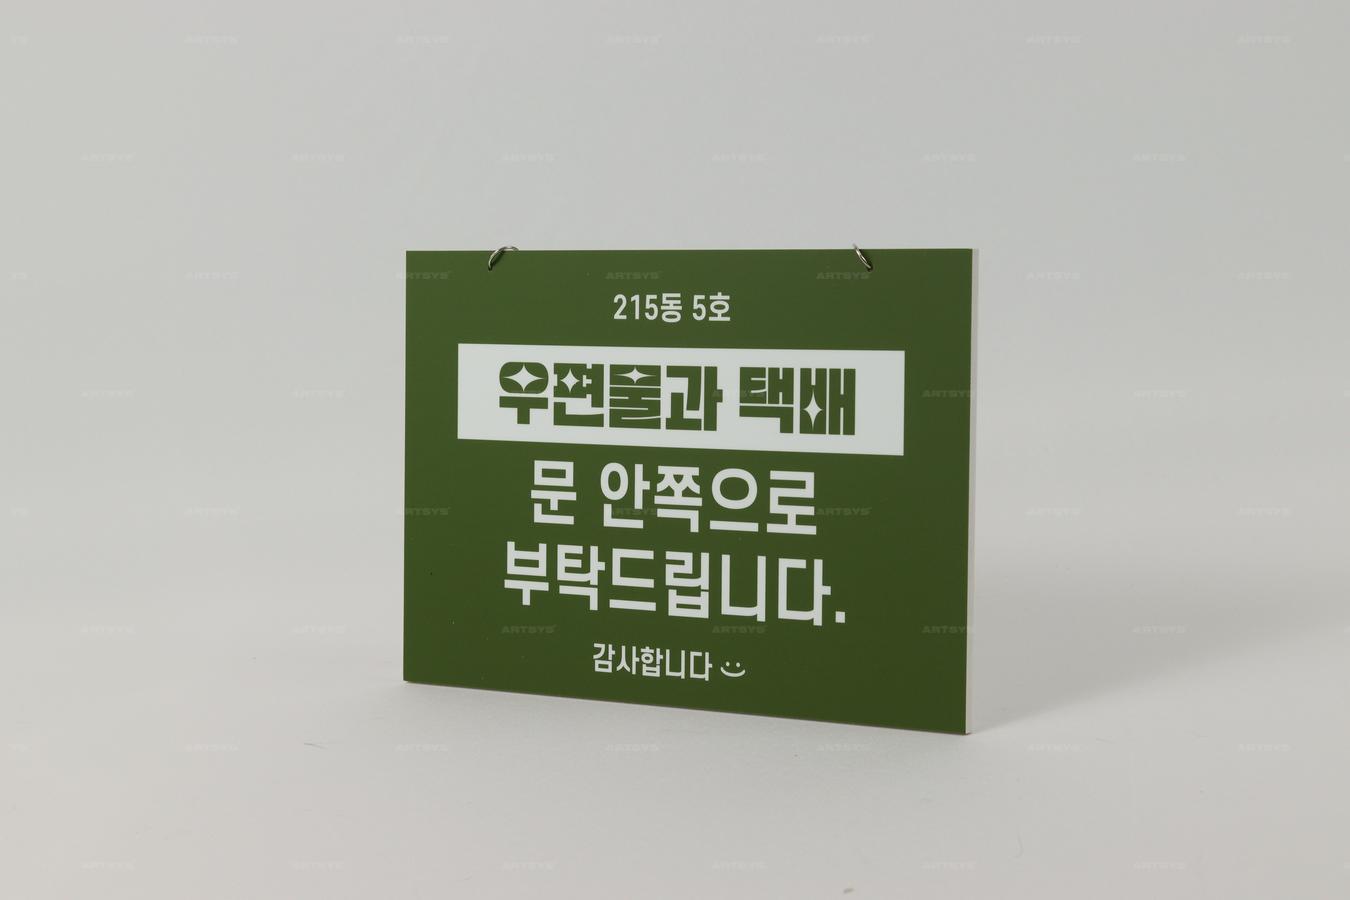 215동 5호
우편물과 택배
문 안쪽으로
부탁드립니다.
감사합니다